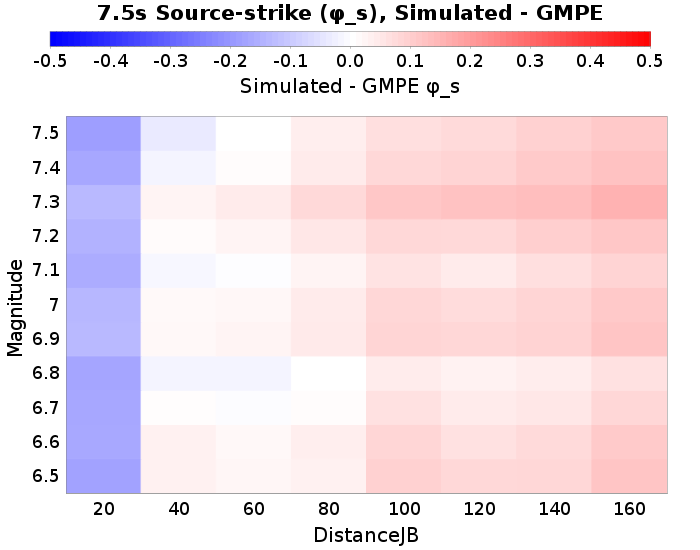 7.5s Source-strike (φ_s), Simulated - GMPE
-0.5 -0.4 -0.3 -0.2 -0.1 0.0 0.1 0.2 0.3 0.4 0.5
Simulated - GMPE φ_s
7.5
7.4
7.3
7.2
7.1
7
6.9
6.8
6.7
6.6
6.5
Magnitude
20 40 60 80 100 120 140 160
DistanceJB